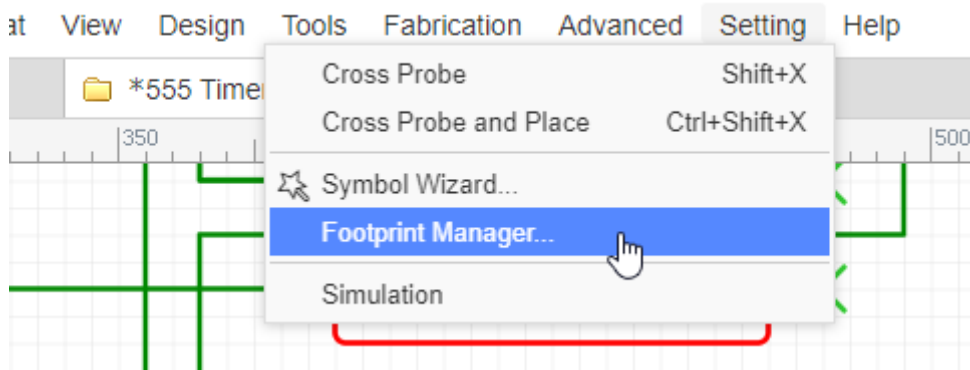 at View Design Tools Fabrication Advanced Setting Help
*555 Timer
350 500
Cross Probe Shift+X
Cross Probe and Place Ctrl+Shift+X
Symbol Wizard...
Footprint Manager...
Simulation